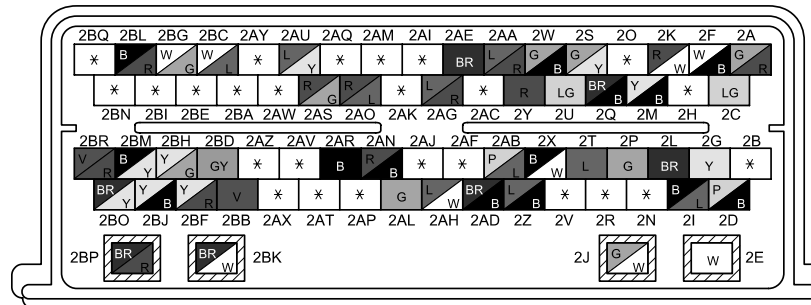 2BQ 2BL 2BG 2BC 2AY 2AU 2AQ 2AM 2AI 2AE 2AA 2W 2S 2O 2K 2F 2A
* B R W G W L * L Y * * * BR L R G B G Y * R W W B G R
* * * * * R G R L * L R * R LG BR B Y B * LG
2BN 2BI 2BE 2BA 2AW 2AS 2AO 2AK 2AG 2AC 2Y 2U 2Q 2M 2H 2C
2BR 2BM 2BH 2BD 2AZ 2AV 2AR 2AN 2AJ 2AF 2AB 2X 2T 2P 2L 2G 2B
V R B Y Y G GY * * B R B * * P L B W L G BR Y *
BR Y Y B Y R V * * * G L W BR B L B * * * B L P B
2BO 2BJ 2BF 2BB 2AX 2AT 2AP 2AL 2AH 2AD 2Z 2V 2R 2N 2I 2D
2BP BR R BR W 2BK 2J G W W 2E